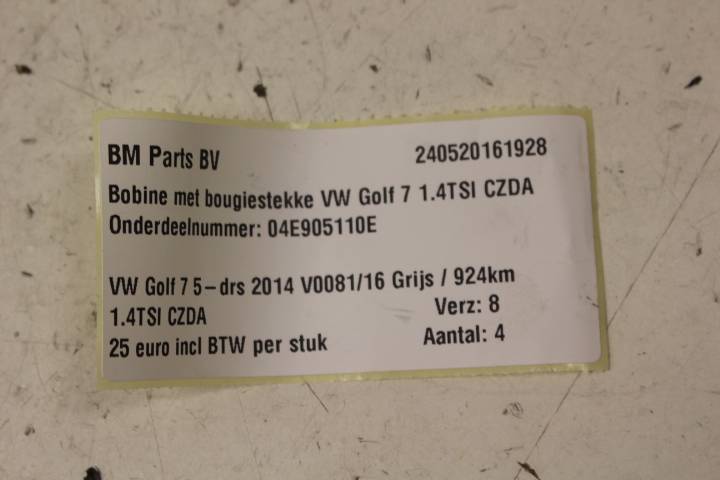 BM Parts BV 240520161928
Bobine met bougiestekke VW Golf 7 1.4TSI CZDA
Onderdeelnummer: 04E905110E
VW Golf 7 5-drs 2014 V0081/16 Grijs / 924km
1.4TSI CZDA Verz: 8
25 euro incl BTW per stuk Aantal: 4